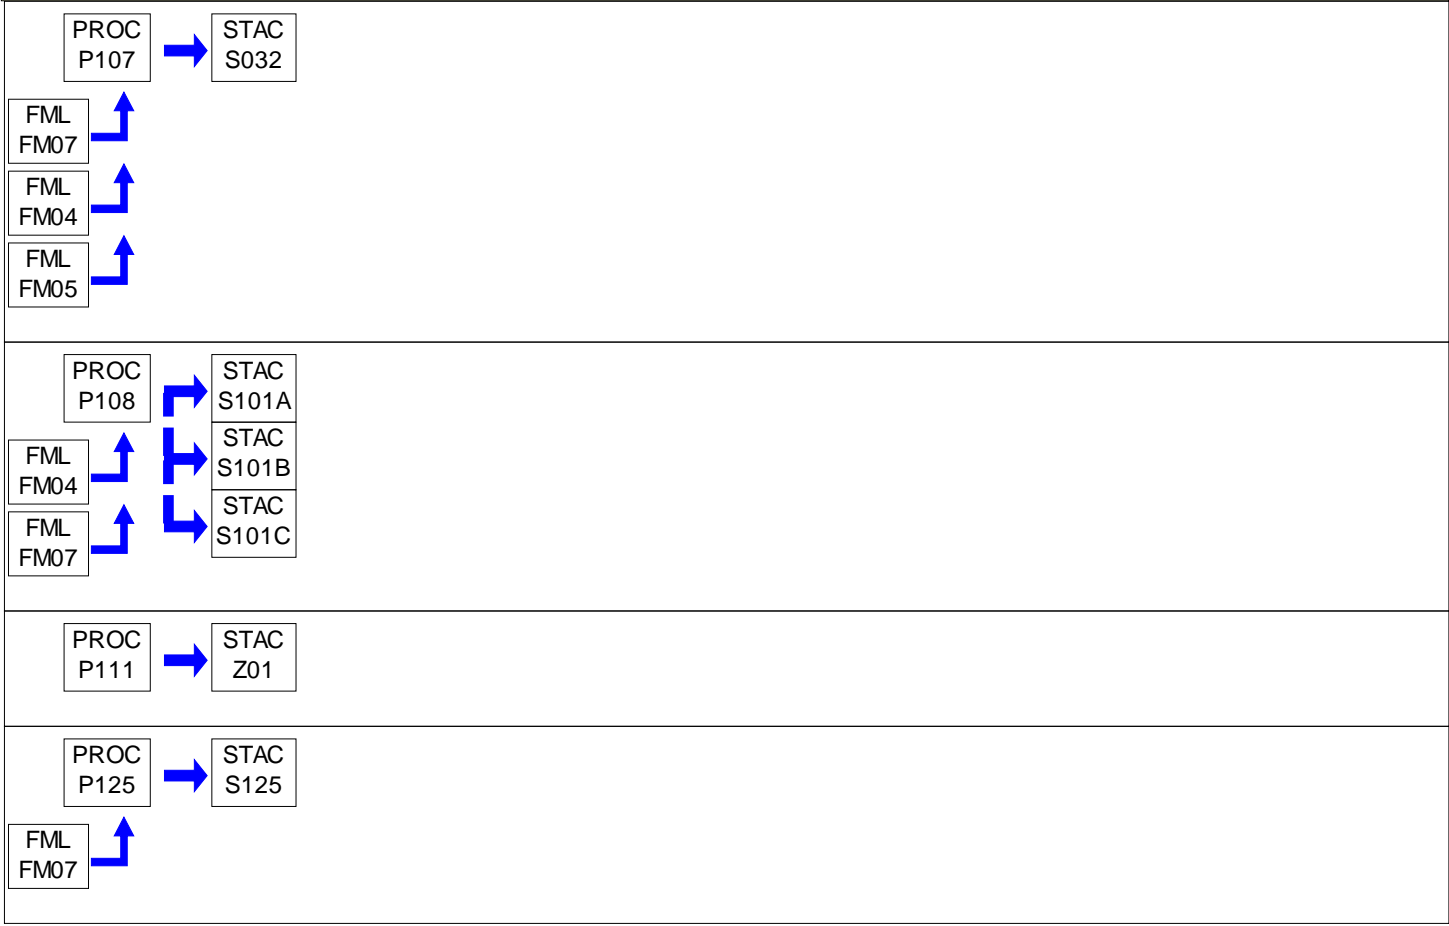 PROC
P107
STAC
S032
FML
FM07
FML
FM04
FML
FM05
PROC
P108
STAC
S101A
STAC
S101B
STAC
S101C
FML
FM04
FML
FM07
PROC
P111
STAC
Z01
PROC
P125
STAC
S125
FML
FM07